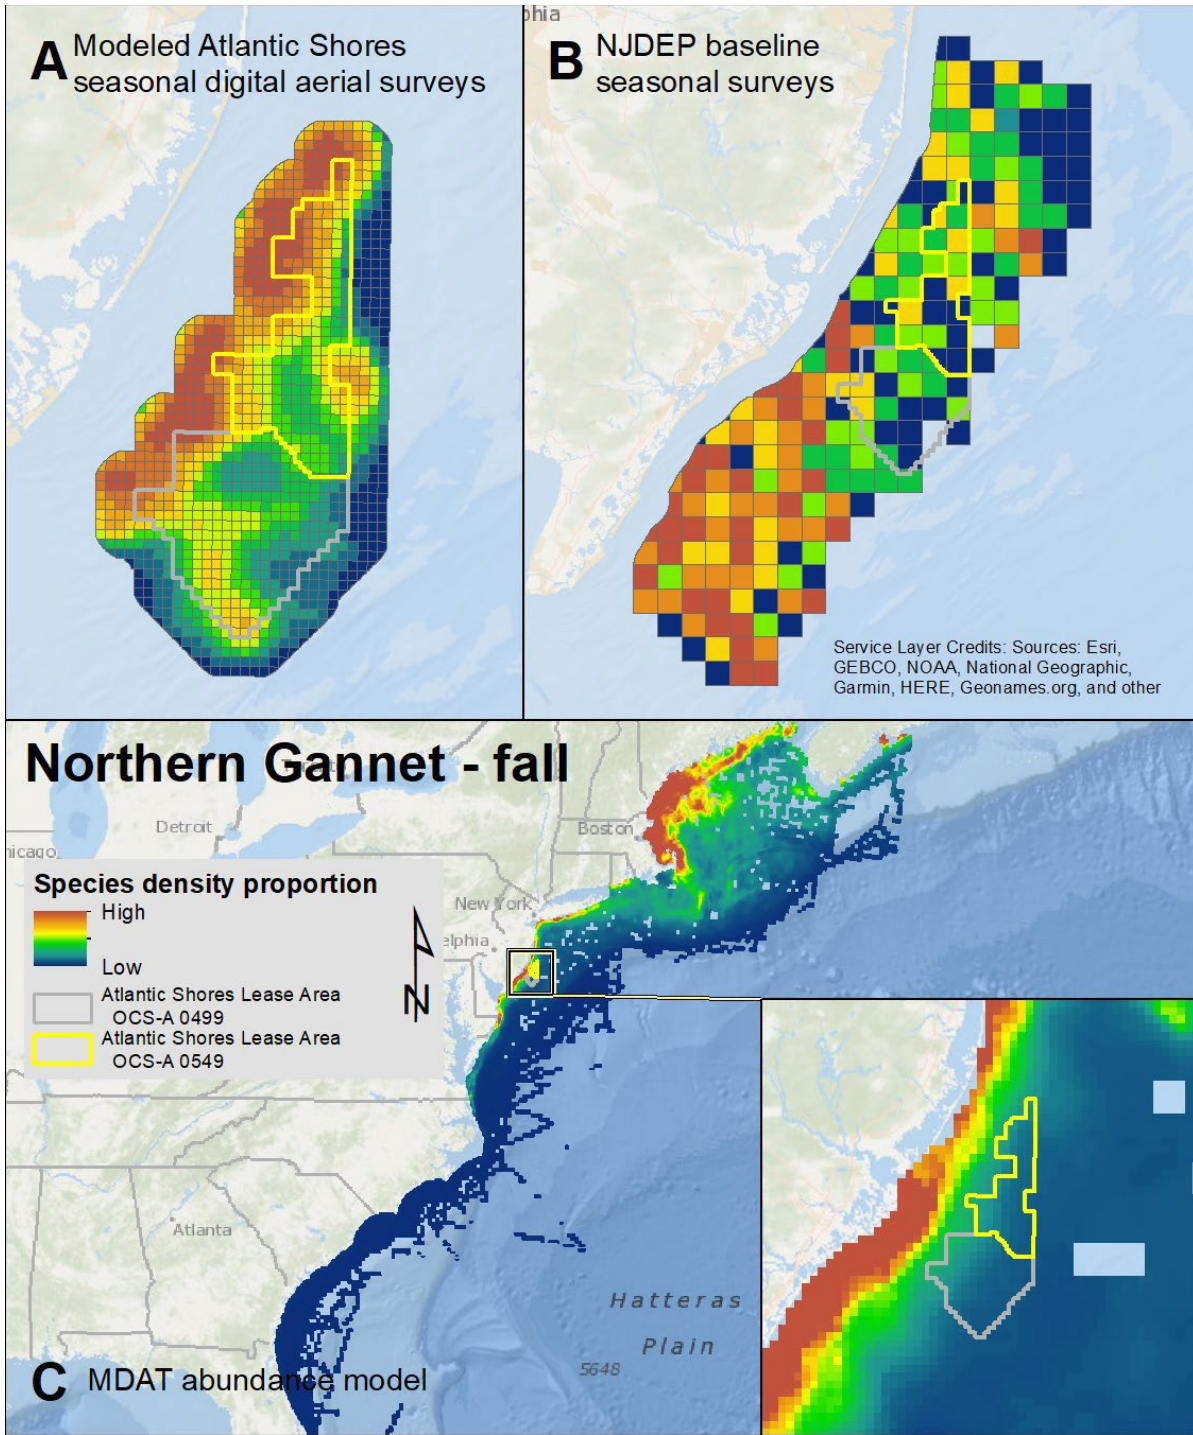 A Modeled Atlantic Shores
seasonal digital aerial surveys
phia
B NJDEP baseline
seasonal surveys
Service Layer Credits: Sources: Esri,
GEBCO, NOAA, National Geographic,
Garmin, HERE, Geonames.org, and other
Northern Gannet - fall
Detroit
hicago
Boston
Species density proportion
High
Low
New York
elphia
Atlantic Shores Lease Area
OCS-A 0499
Atlantic Shores Lease Area
OCS-A 0549
N
Atlanta
Hatteras
Plain
5648
C MDAT abundance model